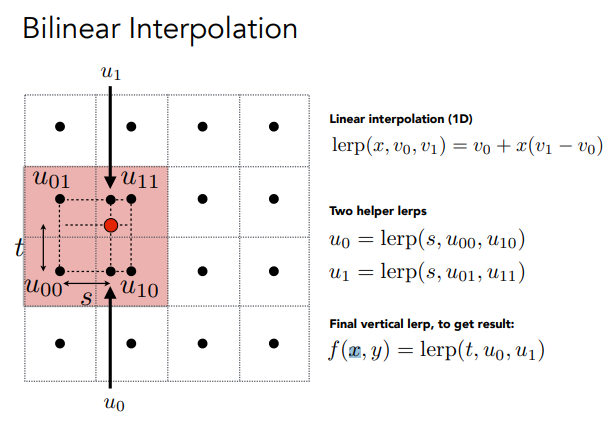 Bilinear Interpolation
u₁
u₀₁ u₁₁
t
u₀₀ s u₁₀
u₀
Linear interpolation (1D)
lerp(x, v₀, v₁) = v₀ + x(v₁ − v₀)
Two helper lerps
u₀ = lerp(s, u₀₀, u₁₀)
u₁ = lerp(s, u₀₁, u₁₁)
Final vertical lerp, to get result:
f(x, y) = lerp(t, u₀, u₁)